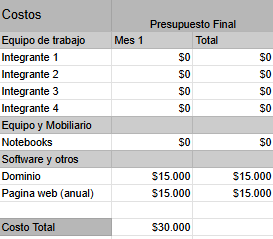 Costos
Presupuesto Final
Equipo de trabajo Mes 1 Total
Integrante 1 $0 $0
Integrante 2 $0 $0
Integrante 3 $0 $0
Integrante 4 $0 $0
Equipo y Mobiliario
Notebooks $0 $0
Software y otros
Dominio $15.000 $15.000
Pagina web (anual) $15.000 $15.000
Costo Total $30.000